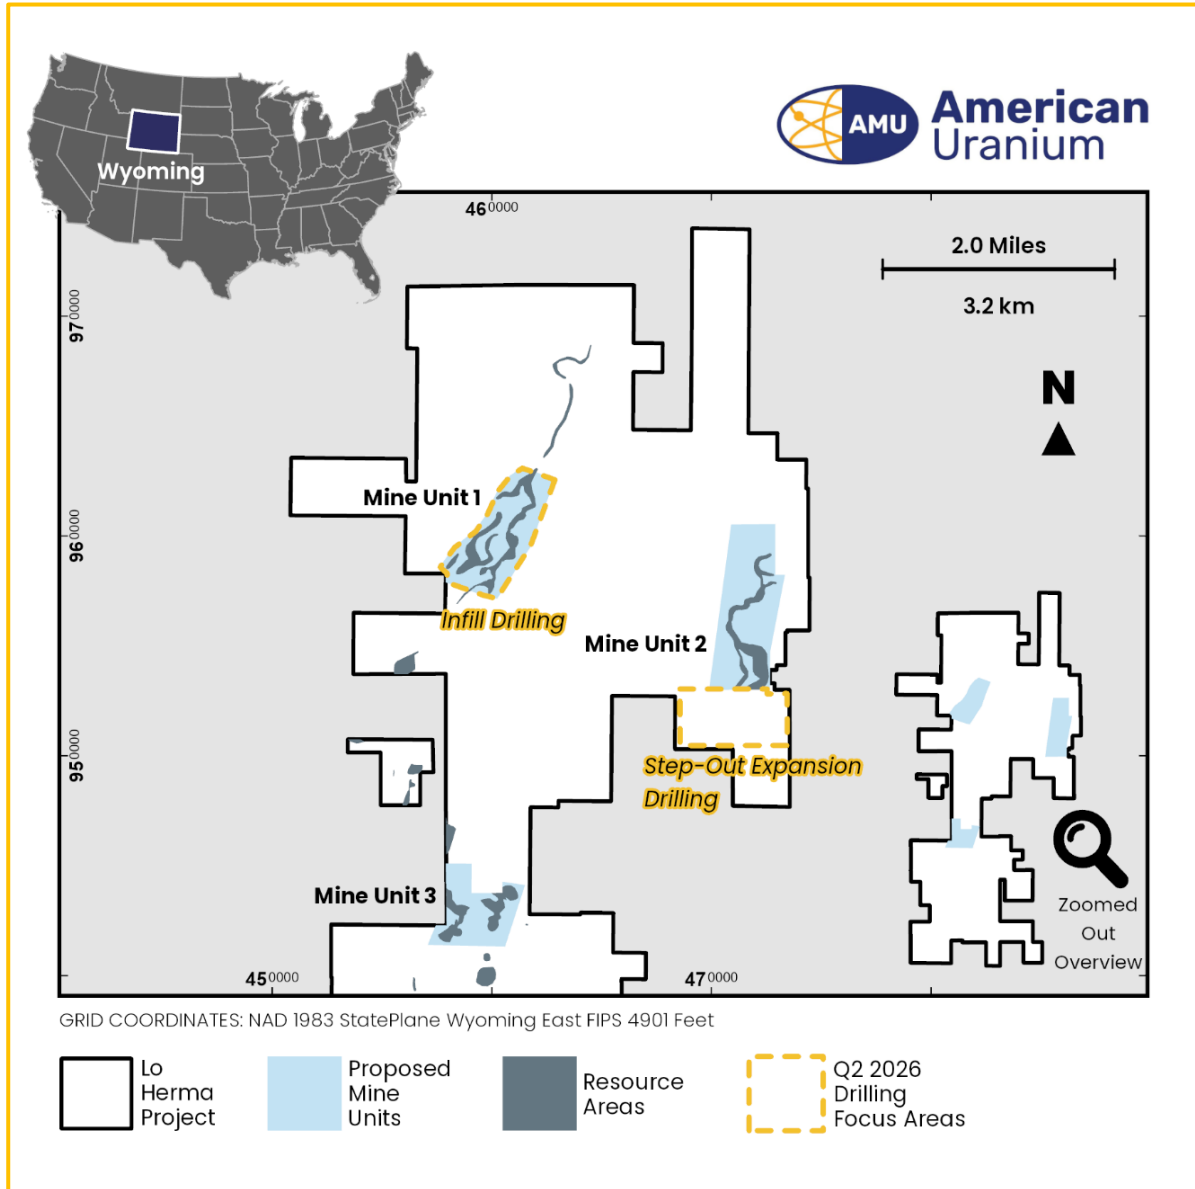 Wyoming
AMU
American
Uranium
460000
2.0 Miles
3.2 km
970000
N
Mine Unit 1
960000
Infill Drilling
Mine Unit 2
950000
Step-Out Expansion
Drilling
Mine Unit 3
Zoomed
Out
Overview
450000
470000
GRID COORDINATES: NAD 1983 StatePlane Wyoming East FIPS 4901 Feet
Lo
Herma
Project
Proposed
Mine
Units
Resource
Areas
Q2 2026
Drilling
Focus Areas